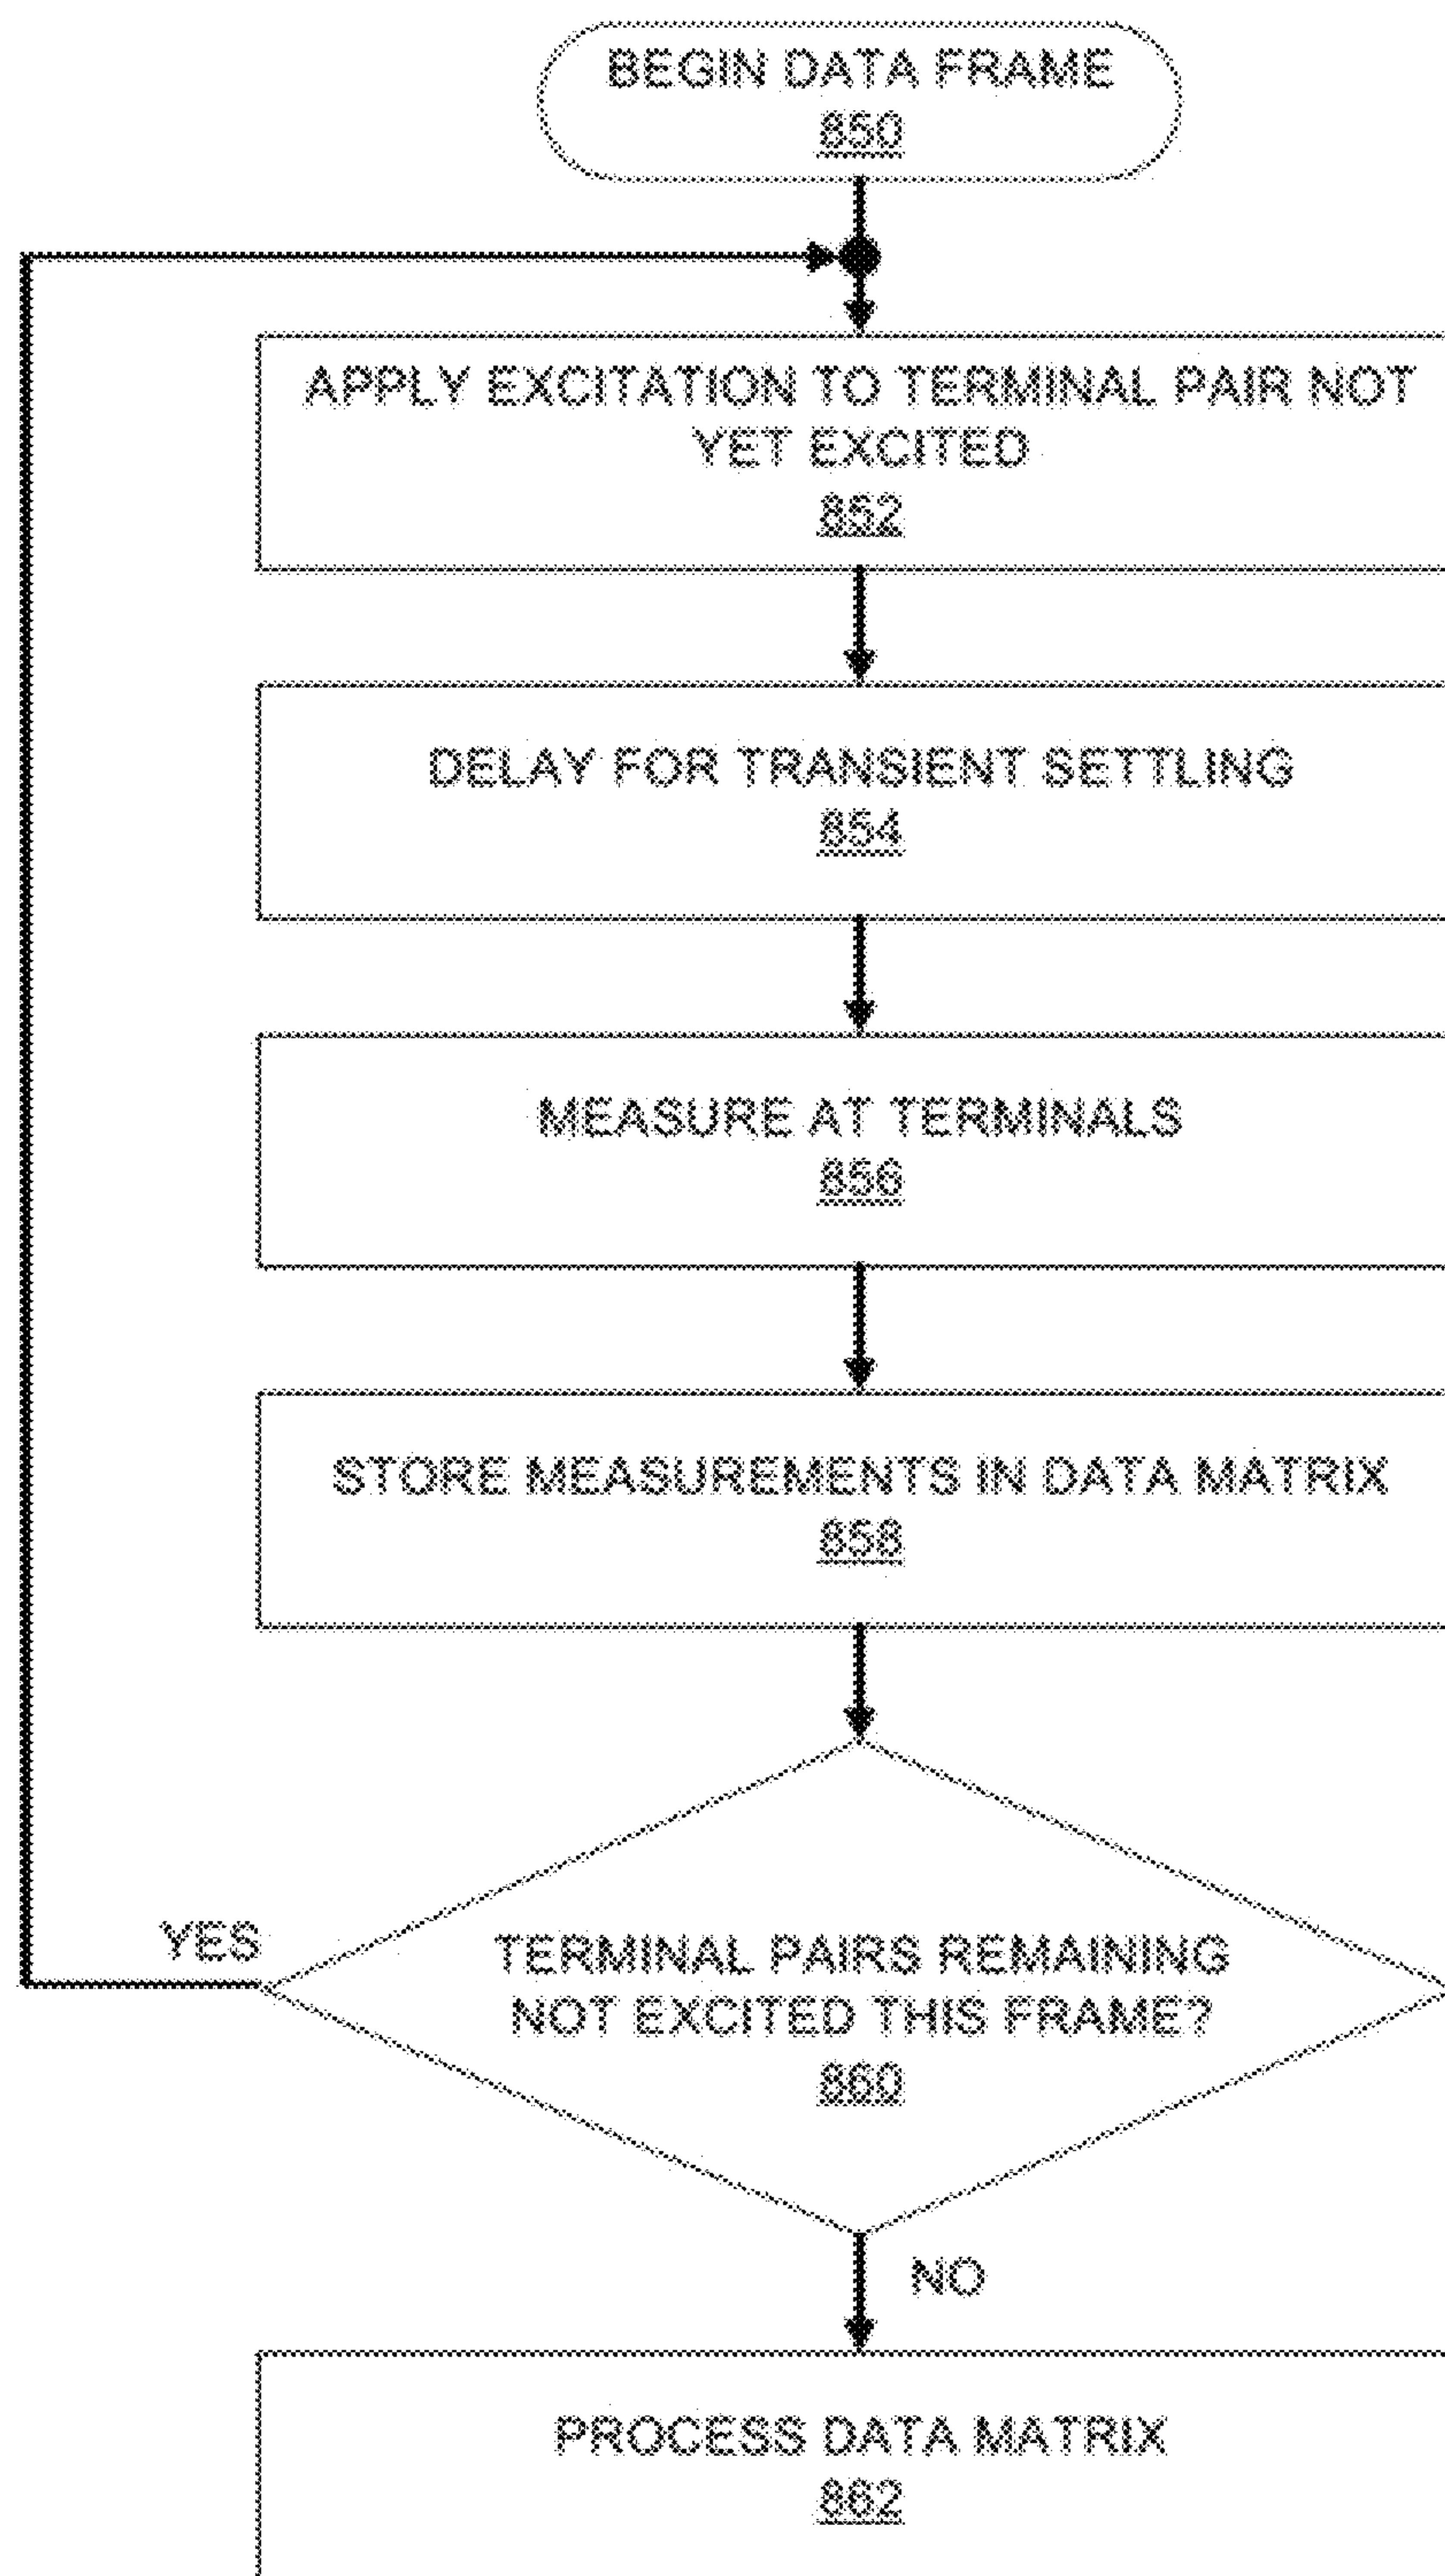 BEGIN DATA FRAME
850
APPLY EXCITATION TO TERMINAL PAIR NOT
YET EXCITED
852
DELAY FOR TRANSIENT SETTLING
854
MEASURE AT TERMINALS
856
STORE MEASUREMENTS IN DATA MATRIX
858
YES
TERMINAL PAIRS REMAINING
NOT EXCITED THIS FRAME?
860
NO
PROCESS DATA MATRIX
862